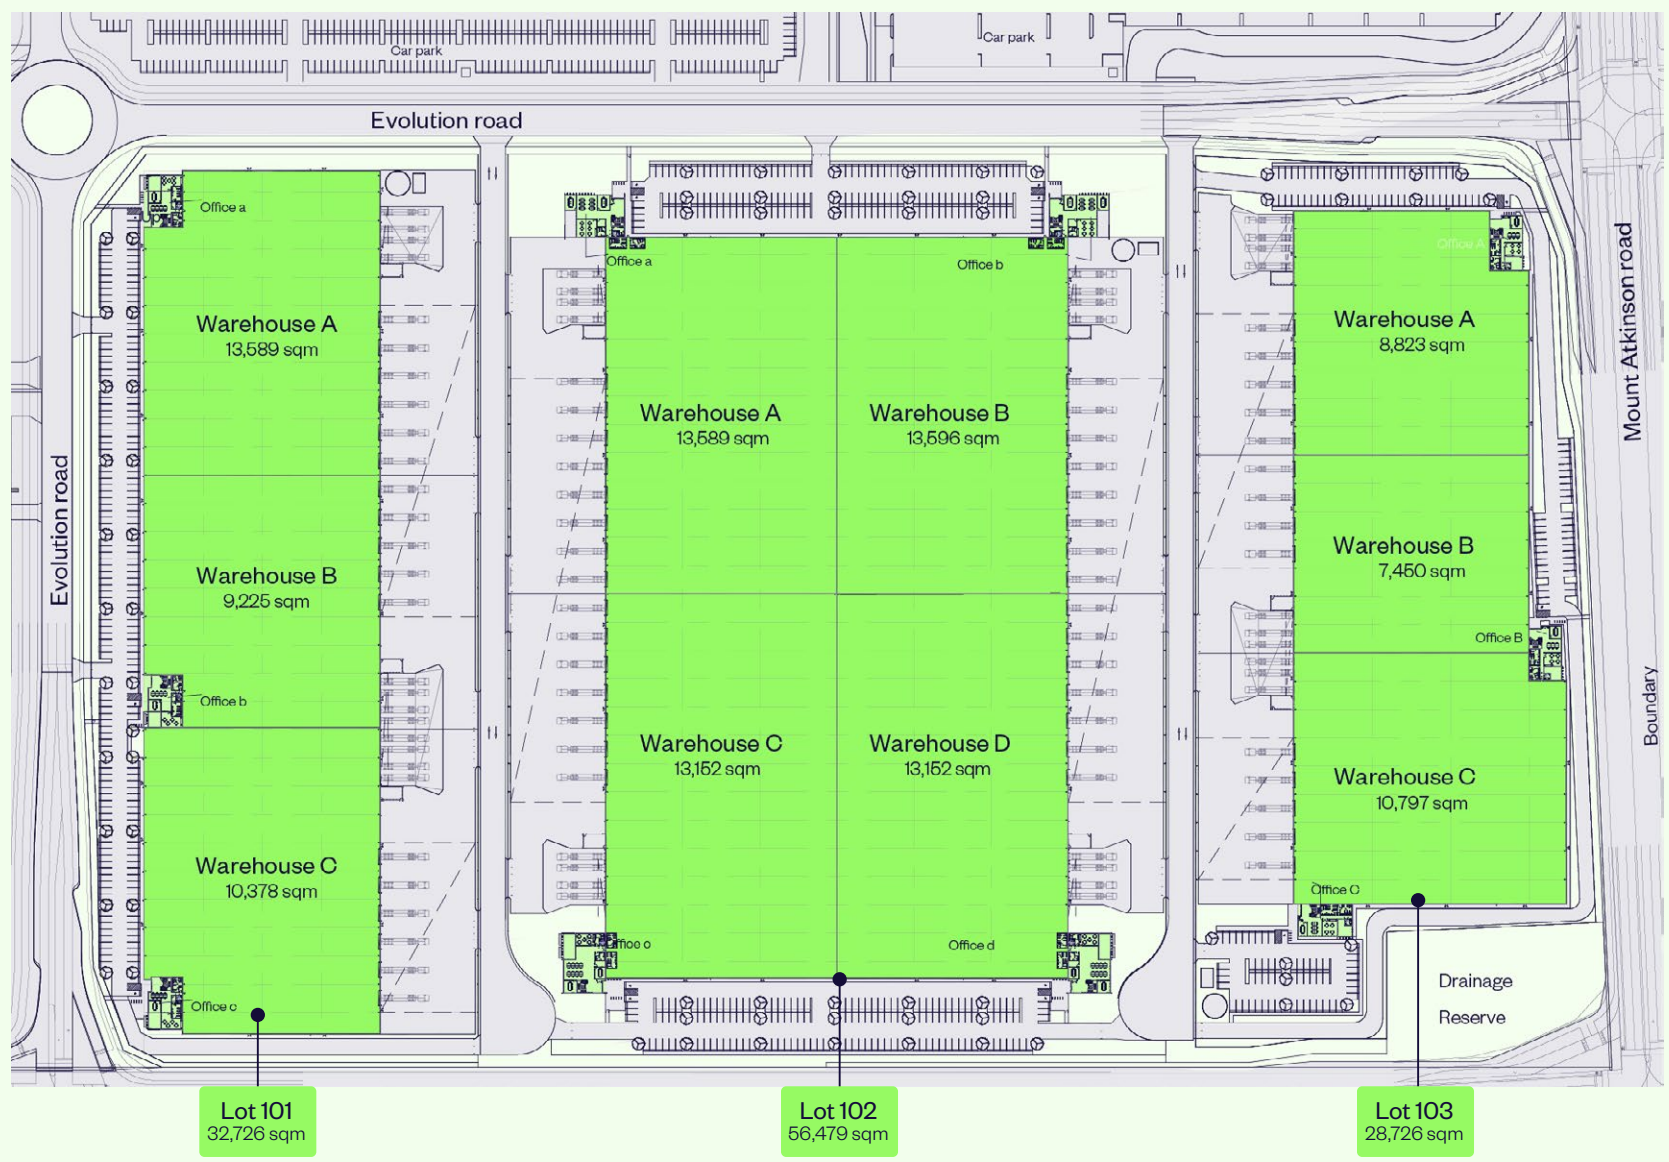 Car park
Car park
Evolution road
Office a
Warehouse A
13,589 sqm
Evolution road
Warehouse B
9,225 sqm
Office b
Warehouse C
10,378 sqm
Office c
Office a
Office b
Warehouse A
13,589 sqm
Warehouse B
13,596 sqm
Warehouse C
13,152 sqm
Warehouse D
13,152 sqm
Office c
Office d
Office A
Warehouse A
8,823 sqm
Warehouse B
7,450 sqm
Office B
Warehouse C
10,797 sqm
Office C
Mount Atkinson road
Boundary
Drainage
Reserve
Lot 101
32,726 sqm
Lot 102
56,479 sqm
Lot 103
28,726 sqm